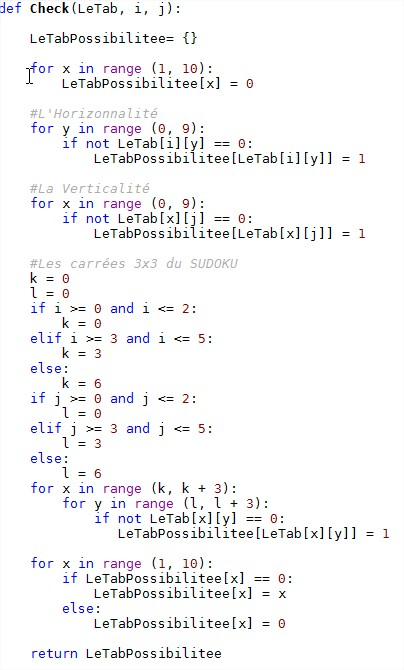 def Check(LeTab, i, j):
LeTabPossibilitee= {}
for x in range (1, 10):
LeTabPossibilitee[x] = 0
#L'Horizonnalité
for y in range (0, 9):
if not LeTab[i][y] == 0:
LeTabPossibilitee[LeTab[i][y]] = 1
#La Verticalité
for x in range (0, 9):
if not LeTab[x][j] == 0:
LeTabPossibilitee[LeTab[x][j]] = 1
#Les carrées 3x3 du SUDOKU
k = 0
l = 0
if i >= 0 and i <= 2:
k = 0
elif i >= 3 and i <= 5:
k = 3
else:
k = 6
if j >= 0 and j <= 2:
l = 0
elif j >= 3 and j <= 5:
l = 3
else:
l = 6
for x in range (k, k + 3):
for y in range (l, l + 3):
if not LeTab[x][y] == 0:
LeTabPossibilitee[LeTab[x][y]] = 1
for x in range (1, 10):
if LeTabPossibilitee[x] == 0:
LeTabPossibilitee[x] = x
else:
LeTabPossibilitee[x] = 0
return LeTabPossibilitee